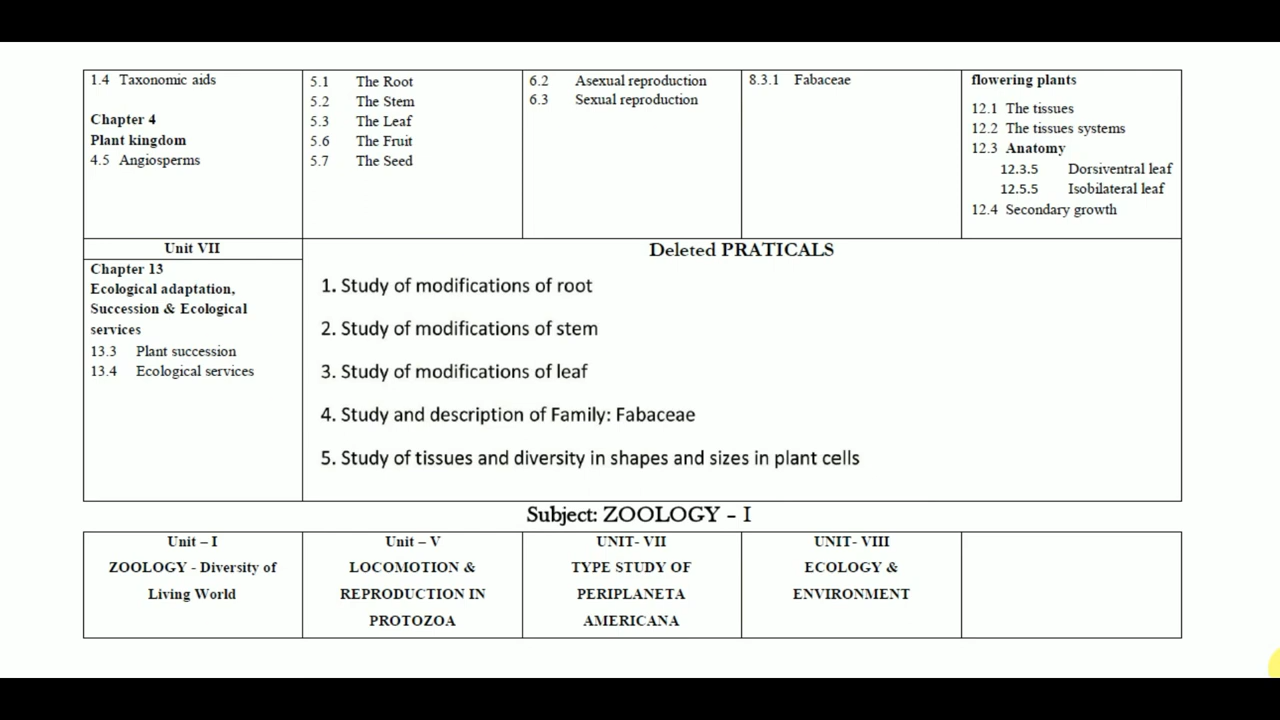 1.4 Taxonomic aids
Chapter 4
Plant kingdom
4.5 Angiosperms
5.1 The Root
5.2 The Stem
5.3 The Leaf
5.6 The Fruit
5.7 The Seed
6.2 Asexual reproduction
6.3 Sexual reproduction
8.3.1 Fabaceae
flowering plants
12.1 The tissues
12.2 The tissues systems
12.3 Anatomy
12.3.5 Dorsiventral leaf
12.5.5 Isobilateral leaf
12.4 Secondary growth
Unit VII
Chapter 13
Ecological adaptation,
Succession & Ecological
services
13.3 Plant succession
13.4 Ecological services
Deleted PRATICALS
1. Study of modifications of root
2. Study of modifications of stem
3. Study of modifications of leaf
4. Study and description of Family: Fabaceae
5. Study of tissues and diversity in shapes and sizes in plant cells
Subject: ZOOLOGY – I
Unit – I
ZOOLOGY - Diversity of
Living World
Unit – V
LOCOMOTION &
REPRODUCTION IN
PROTOZOA
UNIT- VII
TYPE STUDY OF
PERIPLANETA
AMERICANA
UNIT- VIII
ECOLOGY &
ENVIRONMENT